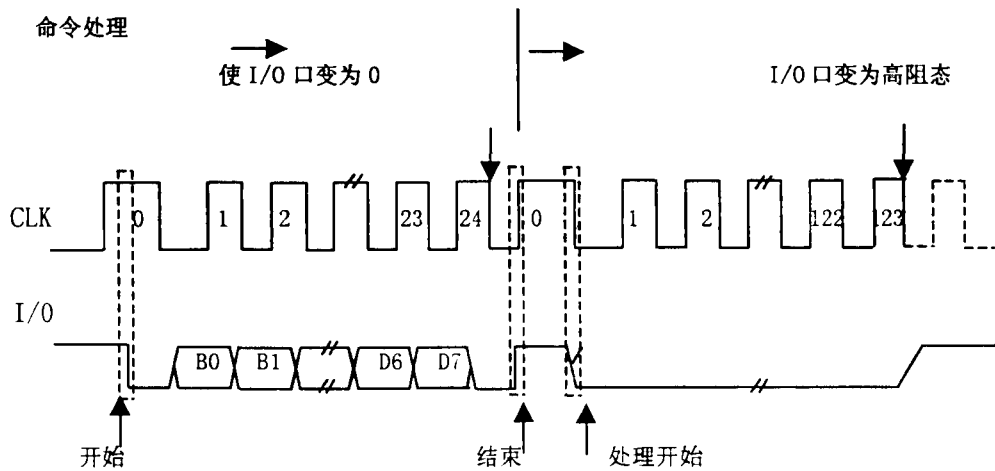 命令处理
使 I/O 口变为 0
I/O 口变为高阻态
CLK
0 1 2 23 24 0 1 2 122 123
I/O
B0 B1 D6 D7
开始 结束 处理开始